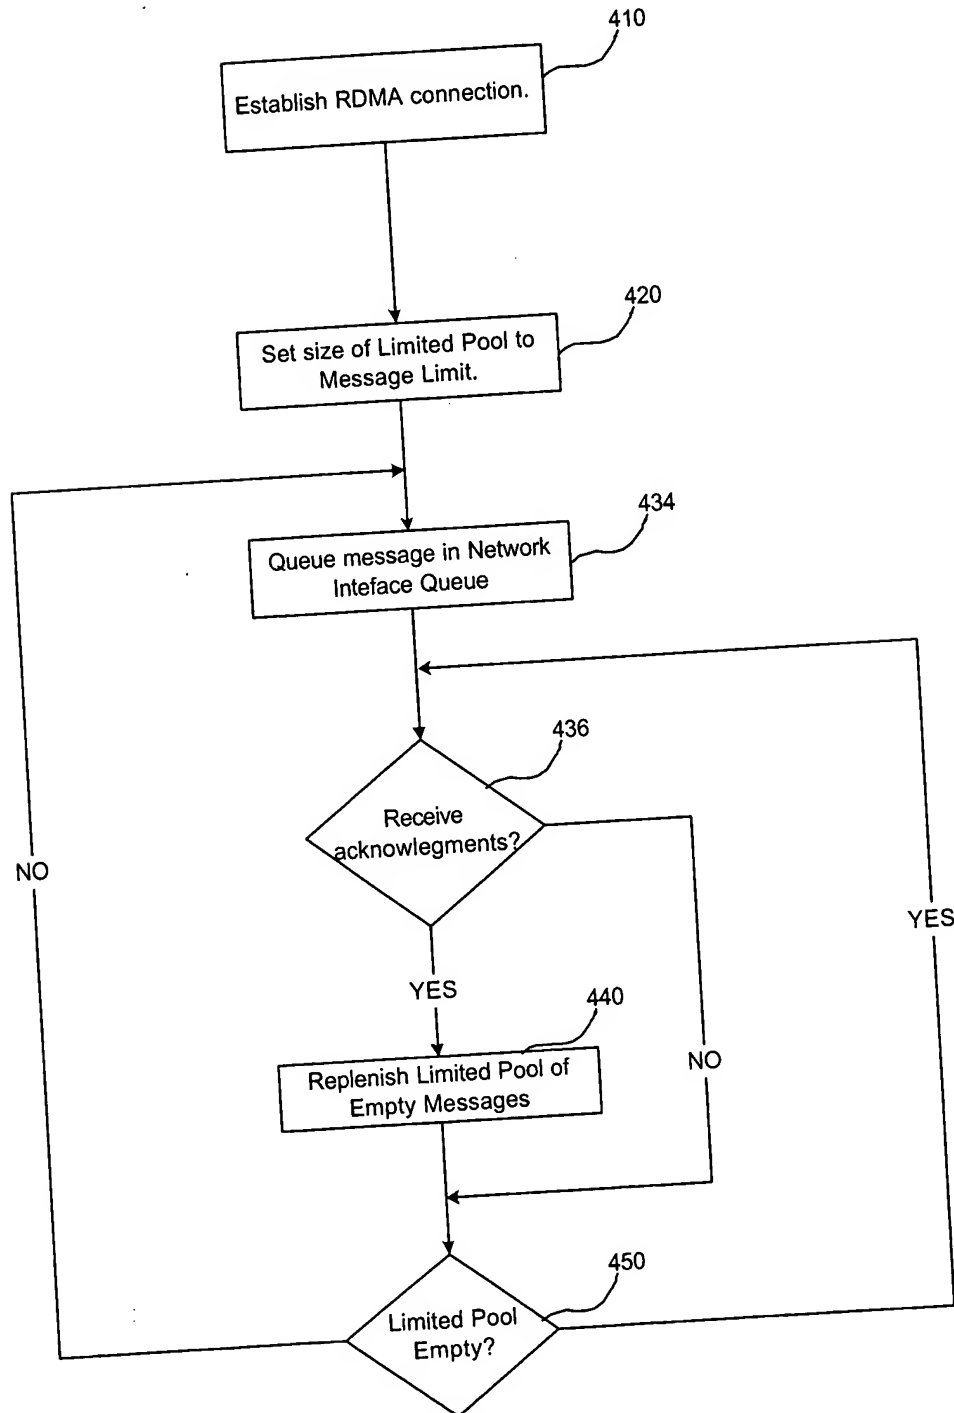 410
Establish RDMA connection.
420
Set size of Limited Pool to
Message Limit.
434
Queue message in Network
Inteface Queue
436
Receive
acknowlegments?
NO
YES
YES
440
NO
Replenish Limited Pool of
Empty Messages
450
Limited Pool
Empty?